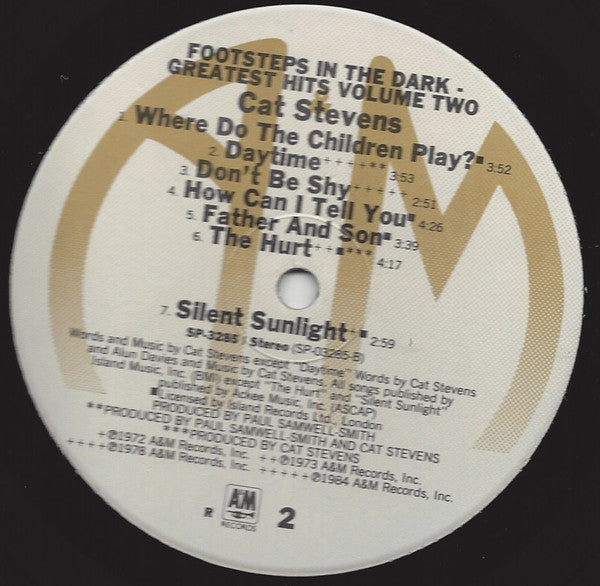 FOOTSTEPS IN THE DARK -
GREATEST HITS VOLUME TWO
Cat Stevens
1. Where Do The Children Play?■ 3:52
2. Daytime++++** 3:53
3. Don't Be Shy+++++ 2:51
4. How Can I Tell You■ 4:26
5. Father And Son■ 3:39
6. The Hurt++■*** 4:17
7. Silent Sunlight+■ 2:59
SP-3285 / Stereo (SP-03285-B)
Words and Music by Cat Stevens except "Daytime" Words by Cat Stevens
and Alun Davies and Music by Cat Stevens. All songs published by
Island Music, Inc. (BMI) except "The Hurt" and "Silent Sunlight"
published by Ackee Music, Inc. (ASCAP)
■Licensed by Island Records Ltd., London
PRODUCED BY PAUL SAMWELL-SMITH
**PRODUCED BY PAUL SAMWELL-SMITH AND CAT STEVENS
***PRODUCED BY CAT STEVENS
+℗1972 A&M Records, Inc. ++℗1973 A&M Records, Inc.
++++℗1978 A&M Records, Inc. +++++℗1984 A&M Records, Inc.
R
A&M
RECORDS
2
A&M